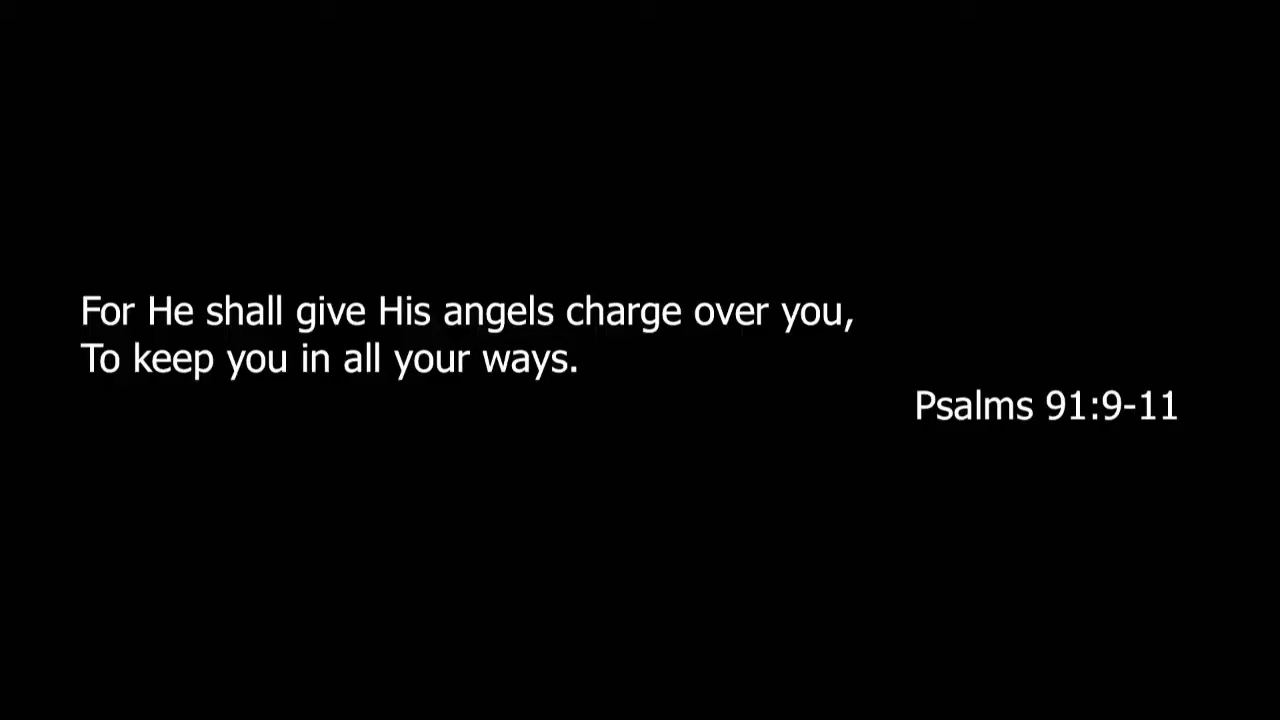 For He shall give His angels charge over you,
To keep you in all your ways.
Psalms 91:9-11